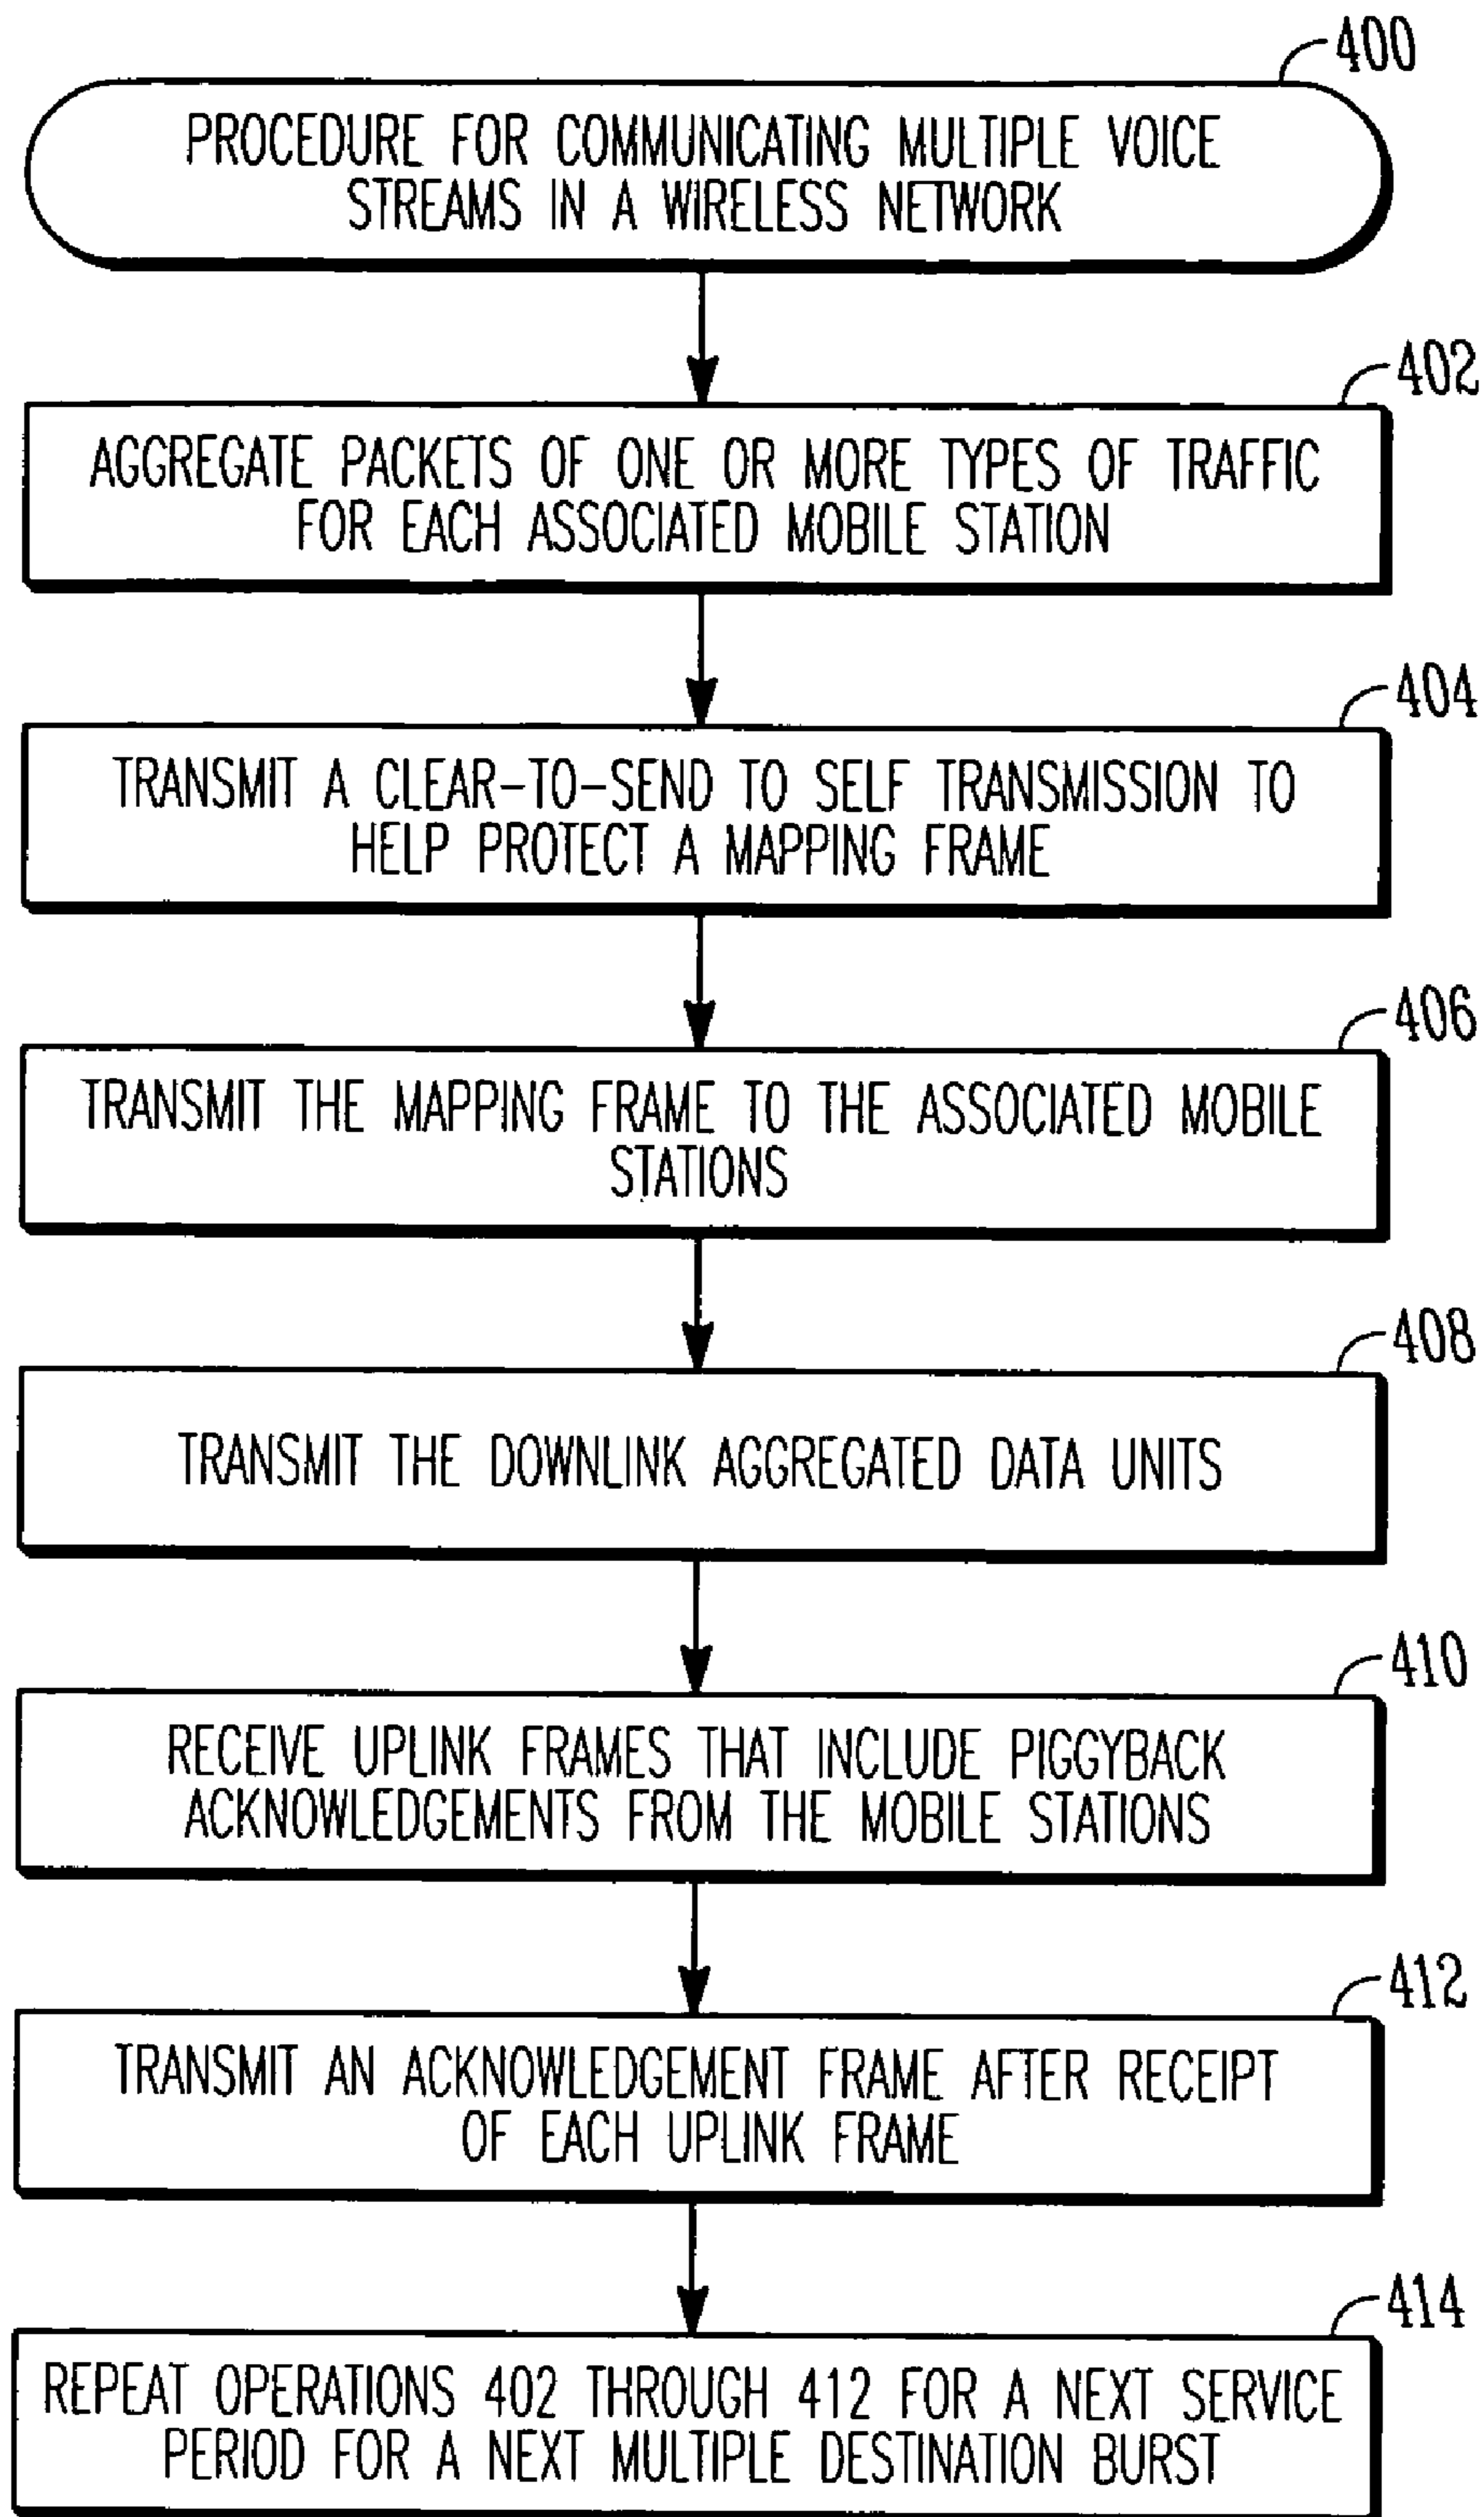 400
PROCEDURE FOR COMMUNICATING MULTIPLE VOICE
STREAMS IN A WIRELESS NETWORK
402
AGGREGATE PACKETS OF ONE OR MORE TYPES OF TRAFFIC
FOR EACH ASSOCIATED MOBILE STATION
404
TRANSMIT A CLEAR-TO-SEND TO SELF TRANSMISSION TO
HELP PROTECT A MAPPING FRAME
406
TRANSMIT THE MAPPING FRAME TO THE ASSOCIATED MOBILE
STATIONS
408
TRANSMIT THE DOWNLINK AGGREGATED DATA UNITS
410
RECEIVE UPLINK FRAMES THAT INCLUDE PIGGYBACK
ACKNOWLEDGEMENTS FROM THE MOBILE STATIONS
412
TRANSMIT AN ACKNOWLEDGEMENT FRAME AFTER RECEIPT
OF EACH UPLINK FRAME
414
REPEAT OPERATIONS 402 THROUGH 412 FOR A NEXT SERVICE
PERIOD FOR A NEXT MULTIPLE DESTINATION BURST